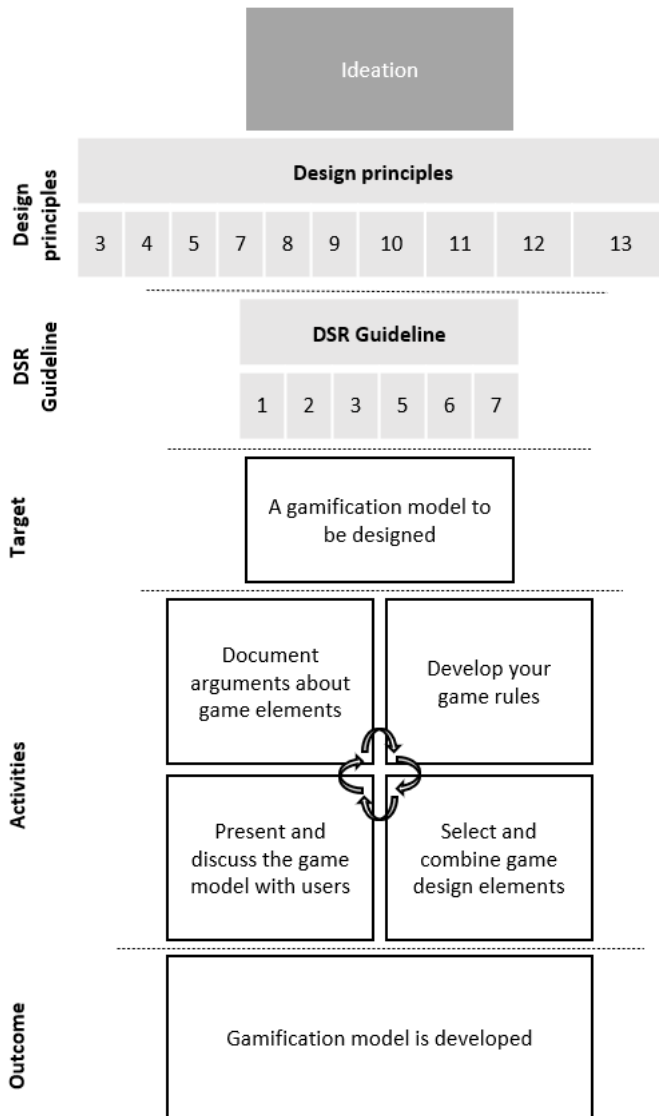 Ideation
Design
principles
Design principles
3 4 5 7 8 9 10 11 12 13
DSR
Guideline
DSR Guideline
1 2 3 5 6 7
Target
A gamification model to
be designed
Activities
Document
arguments about
game elements
Develop your
game rules
Present and
discuss the game
model with users
Select and
combine game
design elements
Outcome
Gamification model is developed